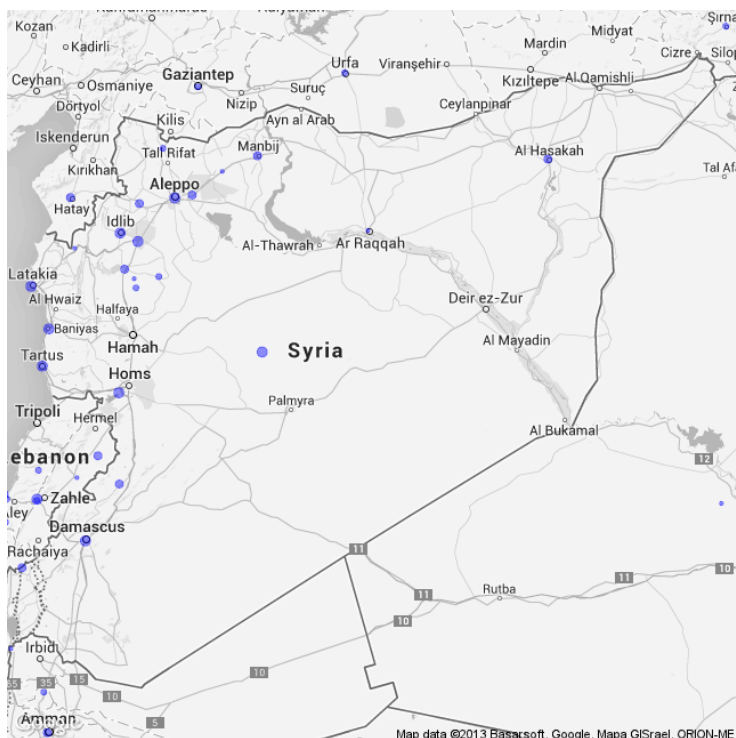 Kozan
Kadirli
Midyat
Şırna
Mardin
Urfa
Viranşehir
Cizre
Silop
Gaziantep
Kızıltepe
Al Qamishli
Ceyhan
Osmaniye
Nizip
Suruç
Dörtyol
Ceylanpınar
Kilis
Ayn al Arab
Iskenderun
Manbij
Tall Rifat
Al Hasakah
Kırıkhan
Tal Afa
Aleppo
Hatay
Idlib
Al-Thawrah
Ar Raqqah
Latakia
Al Hwaiz
Halfaya
Deir ez-Zur
Baniyas
Hamah
Al Mayadin
Syria
Tartus
Homs
Palmyra
Tripoli
Hermel
Al Bukamal
Lebanon
12
Zahle
Aley
Damascus
Rachaiya
11
11
10
11
Rutba
10
Irbid
10
15
35
55
10
5
Amman
Map data ©2013 Basarsoft, Google, Mapa GISrael, ORION-ME